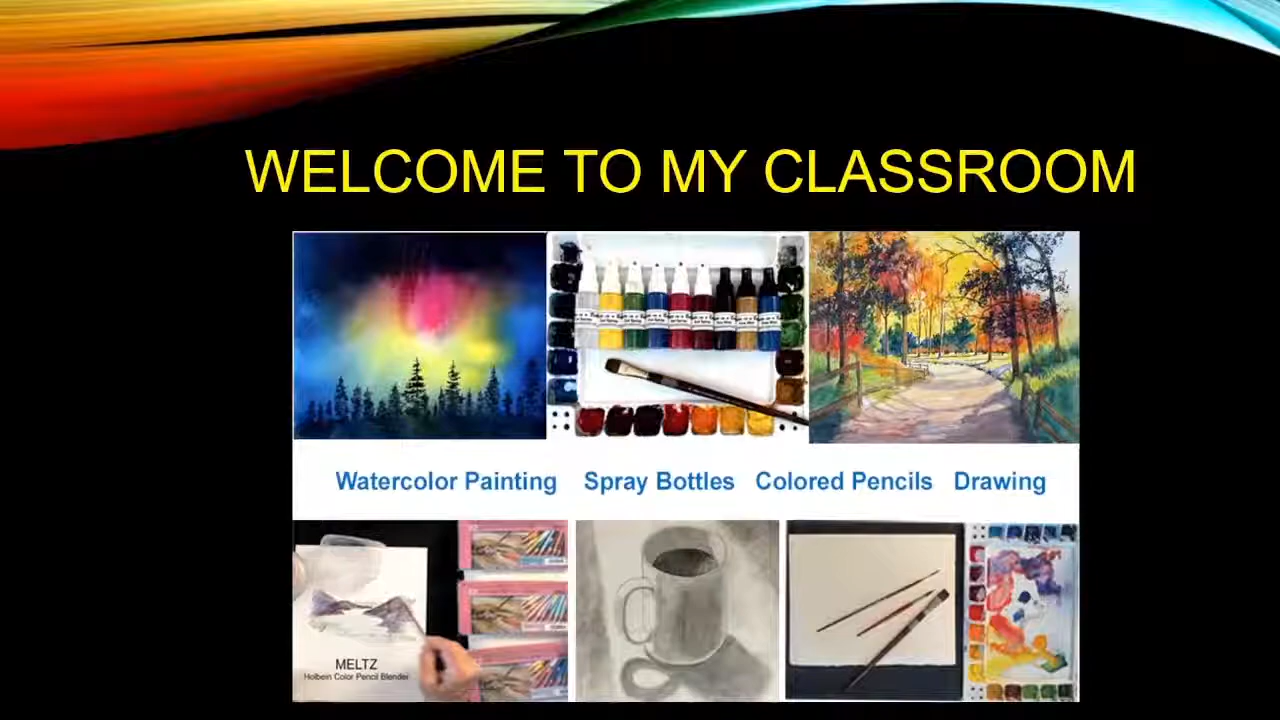 WELCOME TO MY CLASSROOM
Watercolor Painting Spray Bottles Colored Pencils Drawing
MELTZ
Holbein Color Pencil Blender